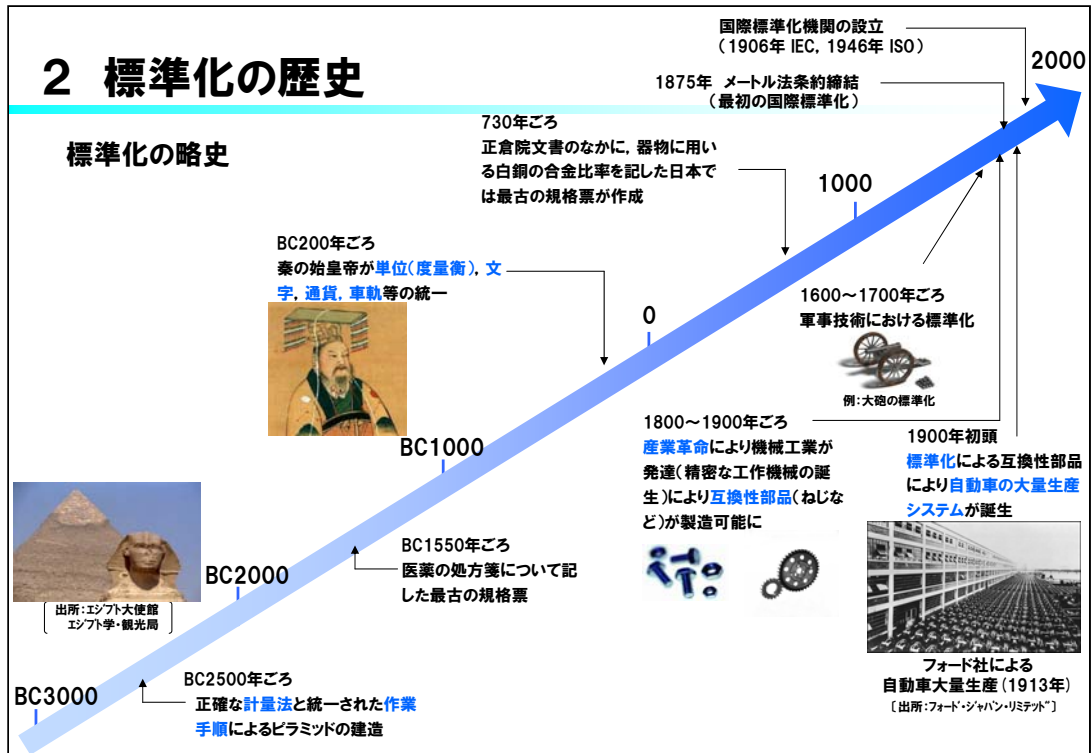 2 標準化の歴史
標準化の略史
国際標準化機関の設立
(1906年 IEC, 1946年 ISO)
2000
1875年 メートル法条約締結
(最初の国際標準化)
730年ごろ
正倉院文書のなかに, 器物に用い
る白銅の合金比率を記した日本で
は最古の規格票が作成
1000
BC200年ごろ
秦の始皇帝が単位(度量衡), 文
字, 通貨, 車軌等の統一
0
1600～1700年ごろ
軍事技術における標準化
例:大砲の標準化
BC1000
1800～1900年ごろ
産業革命により機械工業が
発達(精密な工作機械の誕
生)により互換性部品(ねじな
ど)が製造可能に
1900年初頭
標準化による互換性部品
により自動車の大量生産
システムが誕生
BC2000
BC1550年ごろ
医薬の処方箋について記
した最古の規格票
出所:エジプト大使館
エジプト学・観光局
フォード社による
自動車大量生産(1913年)
[出所:フォード・ジャパン・リミテッド]
BC3000
BC2500年ごろ
正確な計量法と統一された作業
手順によるピラミッドの建造